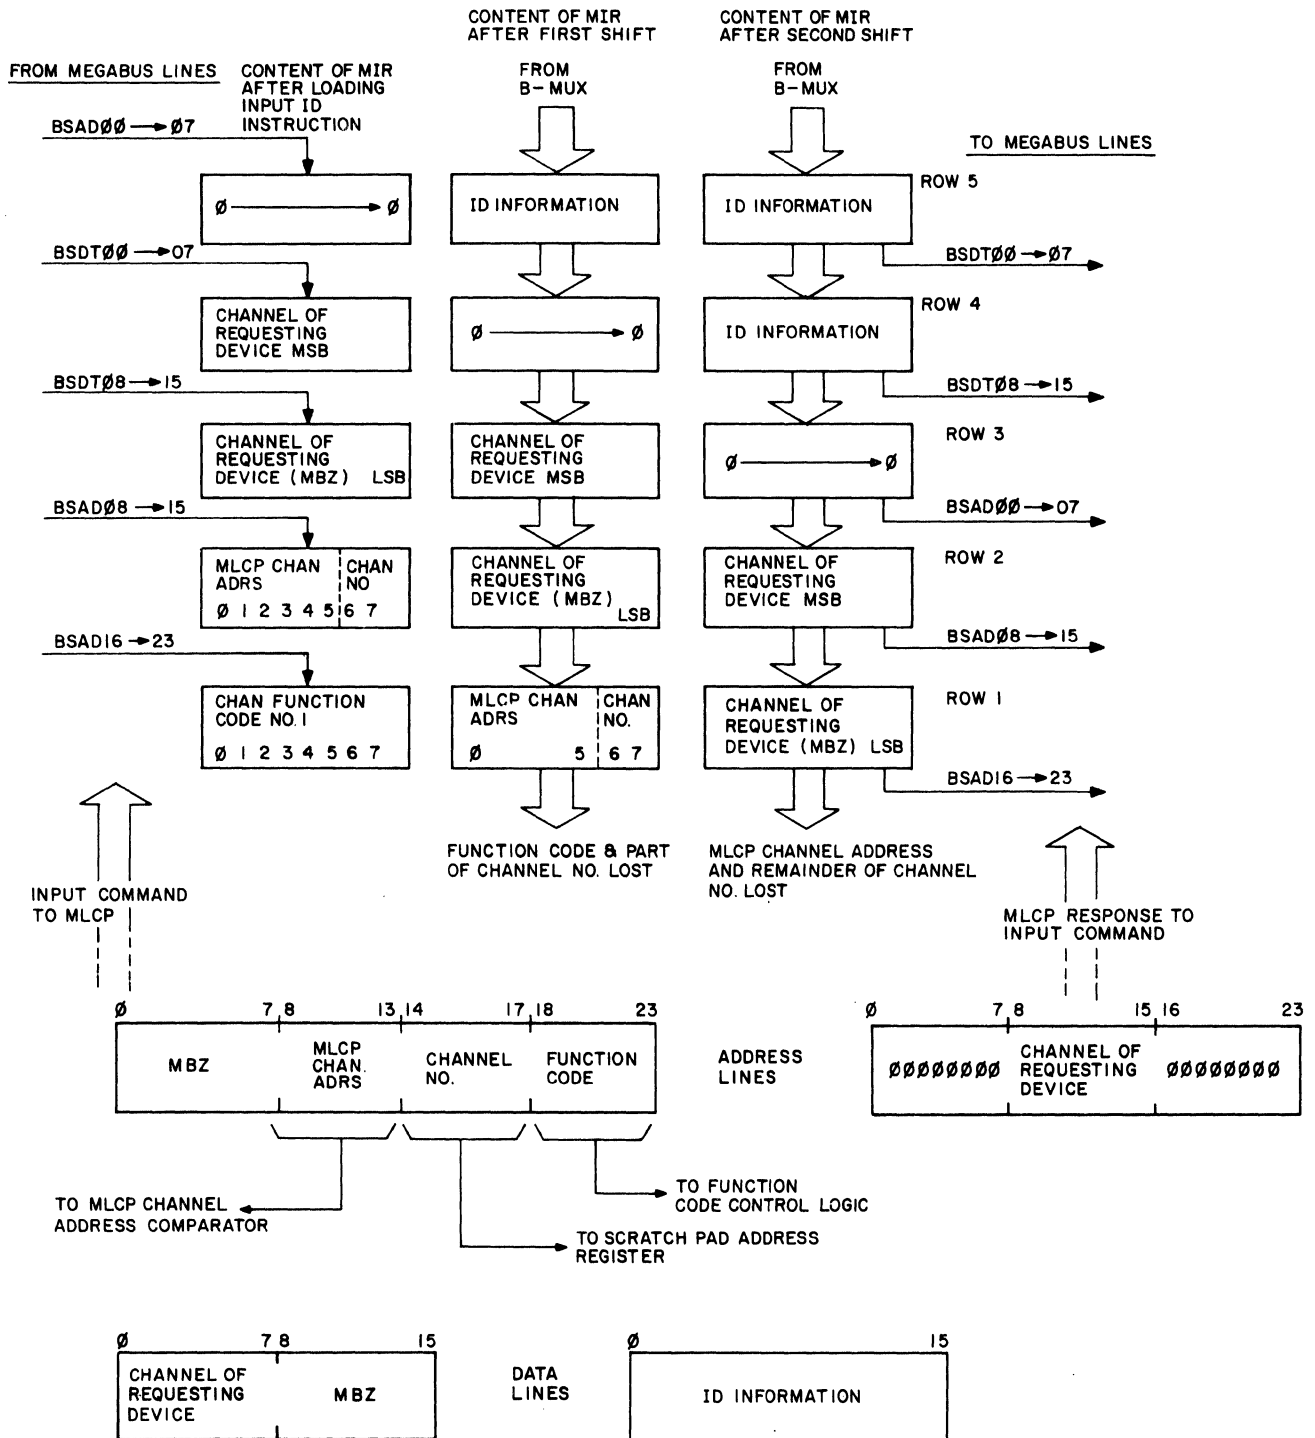 CONTENT OF MIR
AFTER FIRST SHIFT
CONTENT OF MIR
AFTER SECOND SHIFT
FROM MEGABUS LINES
CONTENT OF MIR
AFTER LOADING
INPUT ID
INSTRUCTION
FROM
B-MUX
FROM
B-MUX
TO MEGABUS LINES
BSADØØ → Ø7
Ø → Ø
ID INFORMATION
ID INFORMATION
ROW 5
BSDTØØ → 07
BSDTØØ → Ø7
CHANNEL OF
REQUESTING
DEVICE MSB
Ø → Ø
ID INFORMATION
ROW 4
BSDTØ8 → 15
BSDTØ8 → 15
CHANNEL OF
REQUESTING
DEVICE (MBZ) LSB
CHANNEL OF
REQUESTING
DEVICE MSB
Ø → Ø
ROW 3
BSADØ8 → 15
BSADØØ → 07
MLCP CHAN
ADRS
CHAN
NO
Ø 1 2 3 4 5 6 7
CHANNEL OF
REQUESTING
DEVICE (MBZ)
LSB
CHANNEL OF
REQUESTING
DEVICE MSB
ROW 2
BSAD16 → 23
BSADØ8 → 15
CHAN FUNCTION
CODE NO. 1
Ø 1 2 3 4 5 6 7
MLCP CHAN
ADRS
CHAN
NO.
Ø 5 6 7
CHANNEL OF
REQUESTING
DEVICE (MBZ) LSB
ROW 1
BSAD16 → 23
FUNCTION CODE & PART
OF CHANNEL NO. LOST
MLCP CHANNEL ADDRESS
AND REMAINDER OF CHANNEL
NO. LOST
INPUT COMMAND
TO MLCP
MLCP RESPONSE TO
INPUT COMMAND
Ø 7 8 13 14 17 18 23
MBZ
MLCP
CHAN.
ADRS
CHANNEL
NO.
FUNCTION
CODE
ADDRESS
LINES
Ø 7 8 15 16 23
ØØØØØØØØ
CHANNEL OF
REQUESTING
DEVICE
ØØØØØØØØ
TO MLCP CHANNEL
ADDRESS COMPARATOR
TO FUNCTION
CODE CONTROL LOGIC
TO SCRATCH PAD ADDRESS
REGISTER
Ø 7 8 15
CHANNEL OF
REQUESTING
DEVICE
MBZ
DATA
LINES
Ø 15
ID INFORMATION